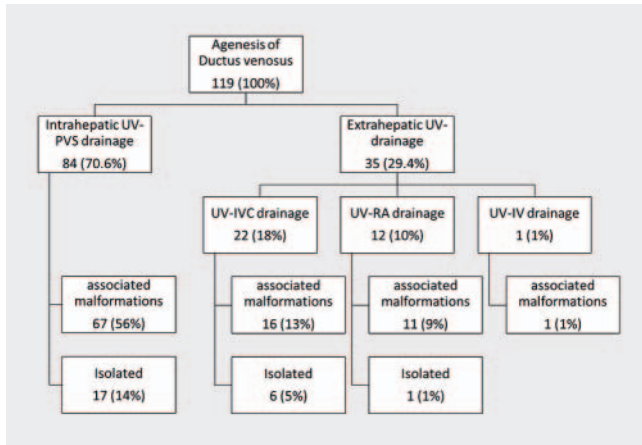 Agenesis of
Ductus venosus
119 (100%)
Intrahepatic UV-
PVS drainage
84 (70.6%)
Extrahepatic UV-
drainage
35 (29.4%)
UV-IVC drainage
22 (18%)
UV-RA drainage
12 (10%)
UV-IV drainage
1 (1%)
associated
malformations
67 (56%)
associated
malformations
16 (13%)
associated
malformations
11 (9%)
associated
malformations
1 (1%)
Isolated
17 (14%)
Isolated
6 (5%)
Isolated
1 (1%)